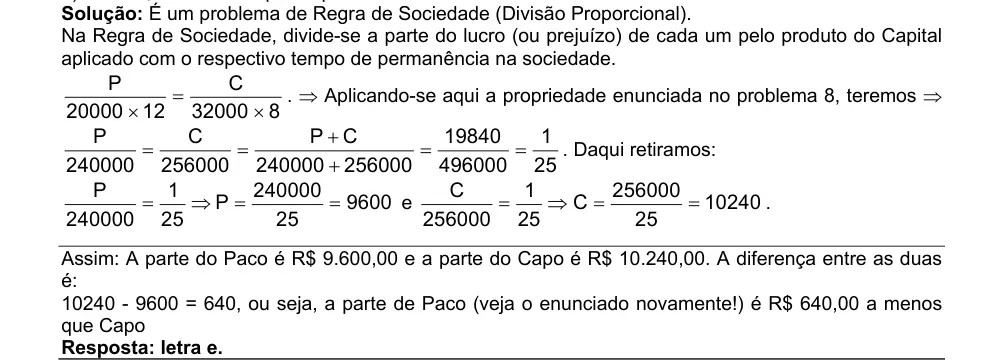 Solução: É um problema de Regra de Sociedade (Divisão Proporcional).
Na Regra de Sociedade, divide-se a parte do lucro (ou prejuízo) de cada um pelo produto do Capital
aplicado com o respectivo tempo de permanência na sociedade.
P/(20000 × 12) = C/(32000 × 8) . ⇒ Aplicando-se aqui a propriedade enunciada no problema 8, teremos ⇒
P/240000 = C/256000 = (P + C)/(240000 + 256000) = 19840/496000 = 1/25 . Daqui retiramos:
P/240000 = 1/25 ⇒ P = 240000/25 = 9600 e C/256000 = 1/25 ⇒ C = 256000/25 = 10240 .
Assim: A parte do Paco é R$ 9.600,00 e a parte do Capo é R$ 10.240,00. A diferença entre as duas
é:
10240 - 9600 = 640, ou seja, a parte de Paco (veja o enunciado novamente!) é R$ 640,00 a menos
que Capo
Resposta: letra e.